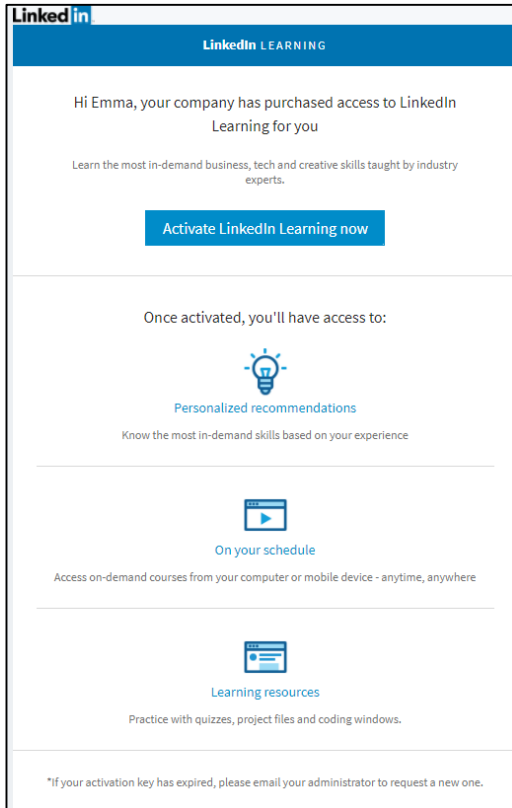 Linked in
LinkedIn LEARNING
Hi Emma, your company has purchased access to LinkedIn
Learning for you
Learn the most in-demand business, tech and creative skills taught by industry
experts.
Activate LinkedIn Learning now
Once activated, you'll have access to:
Personalized recommendations
Know the most in-demand skills based on your experience
On your schedule
Access on-demand courses from your computer or mobile device - anytime, anywhere
Learning resources
Practice with quizzes, project files and coding windows.
*If your activation key has expired, please email your administrator to request a new one.